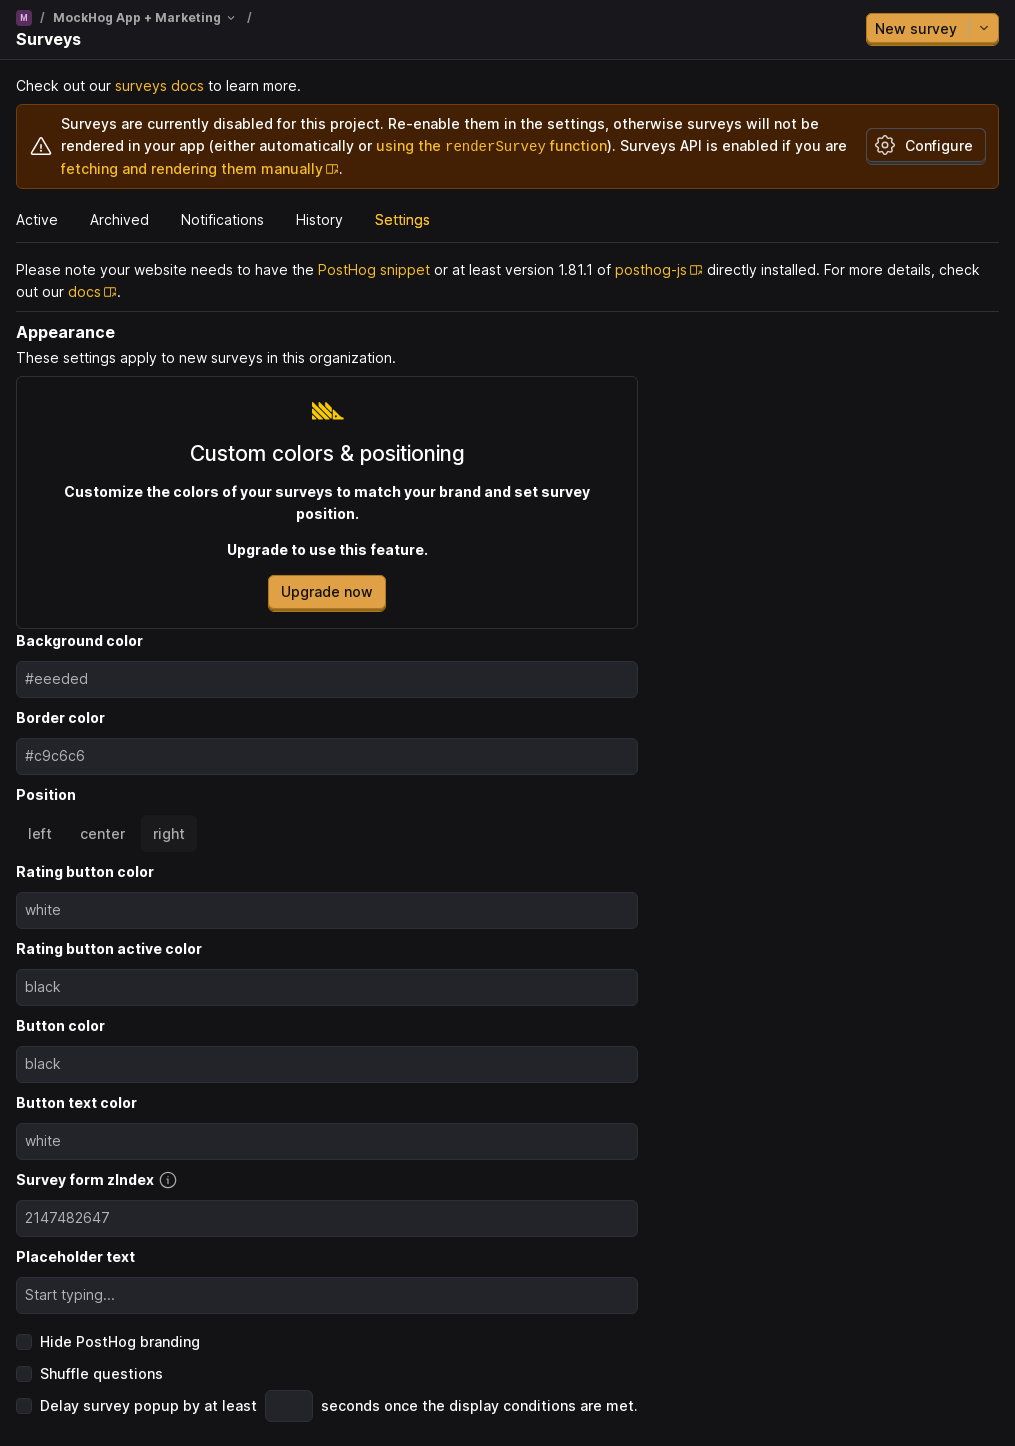 M / MockHog App + Marketing /
Surveys
New survey
Check out our surveys docs to learn more.
Surveys are currently disabled for this project. Re-enable them in the settings, otherwise surveys will not be
rendered in your app (either automatically or using the renderSurvey function). Surveys API is enabled if you are
fetching and rendering them manually.
Configure
Active Archived Notifications History Settings
Please note your website needs to have the PostHog snippet or at least version 1.81.1 of posthog-js directly installed. For more details, check
out our docs.
Appearance
These settings apply to new surveys in this organization.
Custom colors & positioning
Customize the colors of your surveys to match your brand and set survey
position.
Upgrade to use this feature.
Upgrade now
Background color
#eeeded
Border color
#c9c6c6
Position
left center right
Rating button color
white
Rating button active color
black
Button color
black
Button text color
white
Survey form zIndex
2147482647
Placeholder text
Start typing...
Hide PostHog branding
Shuffle questions
Delay survey popup by at least seconds once the display conditions are met.